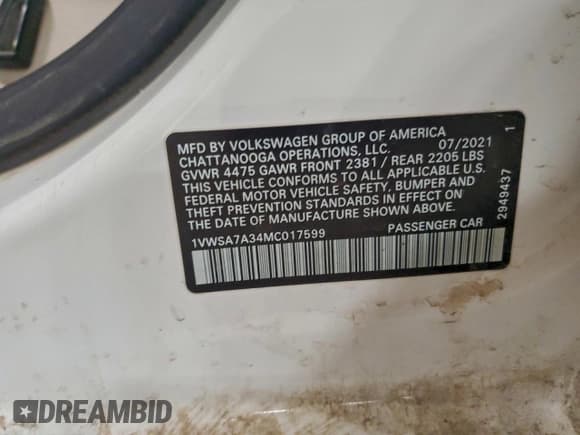 MFD BY VOLKSWAGEN GROUP OF AMERICA
CHATTANOOGA OPERATIONS, LLC. 07/2021 1
GVWR 4475 GAWR FRONT 2381 / REAR 2205 LBS
THIS VEHICLE CONFORMS TO ALL APPLICABLE
FEDERAL MOTOR VEHICLE SAFETY, BUMPER AND
THEFT PREVENTION STANDARDS IN EFFECT ON
THE DATE OF MANUFACTURE SHOWN ABOVE.
1VWSA7A34MC017599 PASSENGER CAR
2949437
DREAMBID